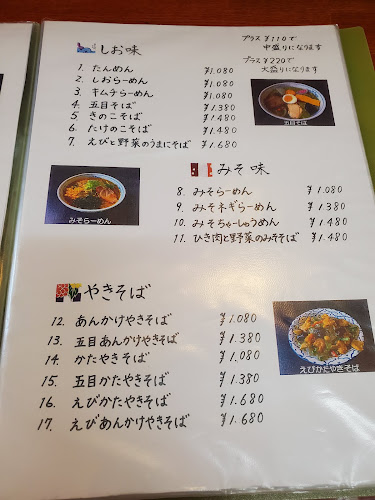 しお味
プラス ¥110で
中盛りになります
プラス ¥220で
大盛りになります
1. たんめん ¥1.080
2. しおらーめん ¥1.080
3. キムチらーめん ¥1.080
4. 五目そば ¥1.380
5. きのこそば ¥1.480
6. たけのこそば ¥1.480
7. えびと野菜のうまにそば ¥1.680
五目そば
みそ味
8. みそらーめん ¥1.080
9. みそネギらーめん ¥1.380
10. みそちゃーしゅうめん ¥1.480
11. ひき肉と野菜のみそそば ¥1.480
みそらーめん
やきそば
12. あんかけやきそば ¥1.080
13. 五目あんかけやきそば ¥1.380
14. かたやきそば ¥1.080
15. 五目かたやきそば ¥1.380
16. えびかたやきそば ¥1.680
17. えびあんかけやきそば ¥1.680
えびかたやきそば